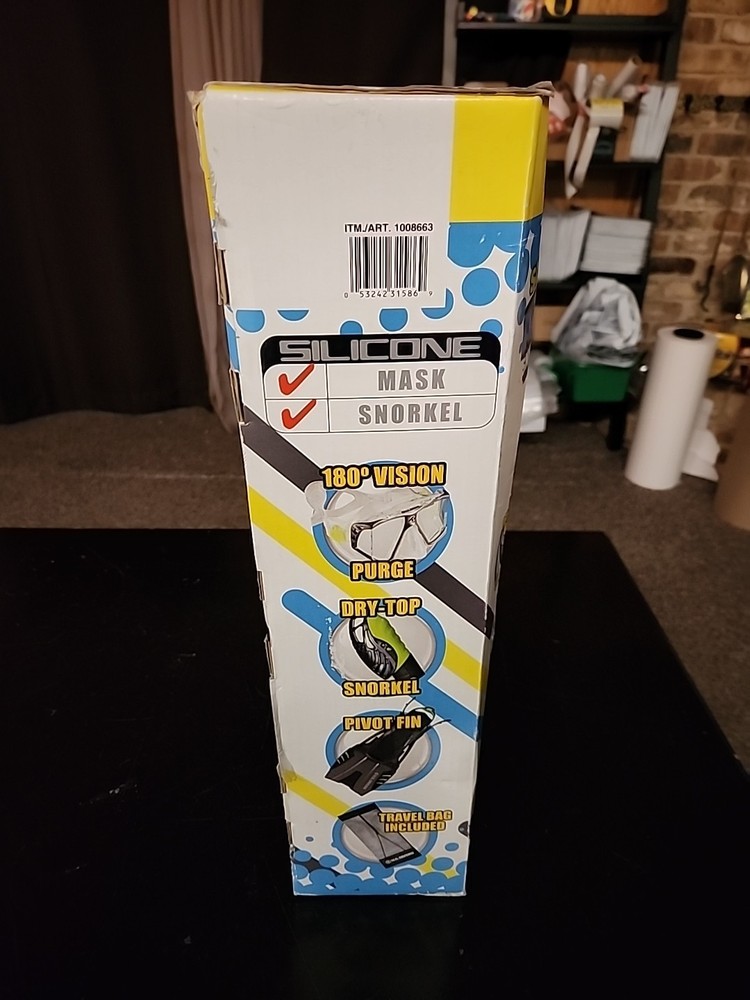 ITM./ART. 1008663
0 53242 31586 9
SILICONE
MASK
SNORKEL
180º VISION
PURGE
DRY-TOP
SNORKEL
PIVOT FIN
TRAVEL BAG
INCLUDED